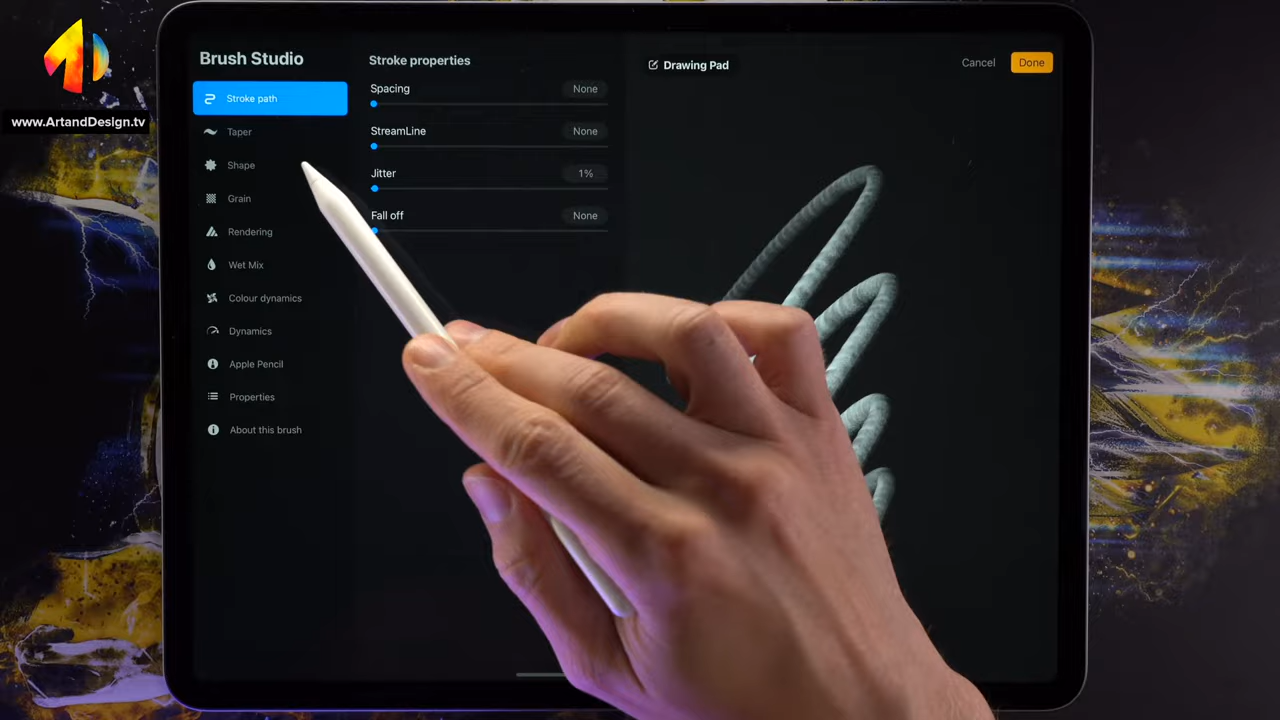 www.ArtandDesign.tv
Brush Studio
Stroke path
Taper
Shape
Grain
Rendering
Wet Mix
Colour dynamics
Dynamics
Apple Pencil
Properties
About this brush
Stroke properties
Spacing None
StreamLine None
Jitter 1%
Fall off None
Drawing Pad
Cancel
Done